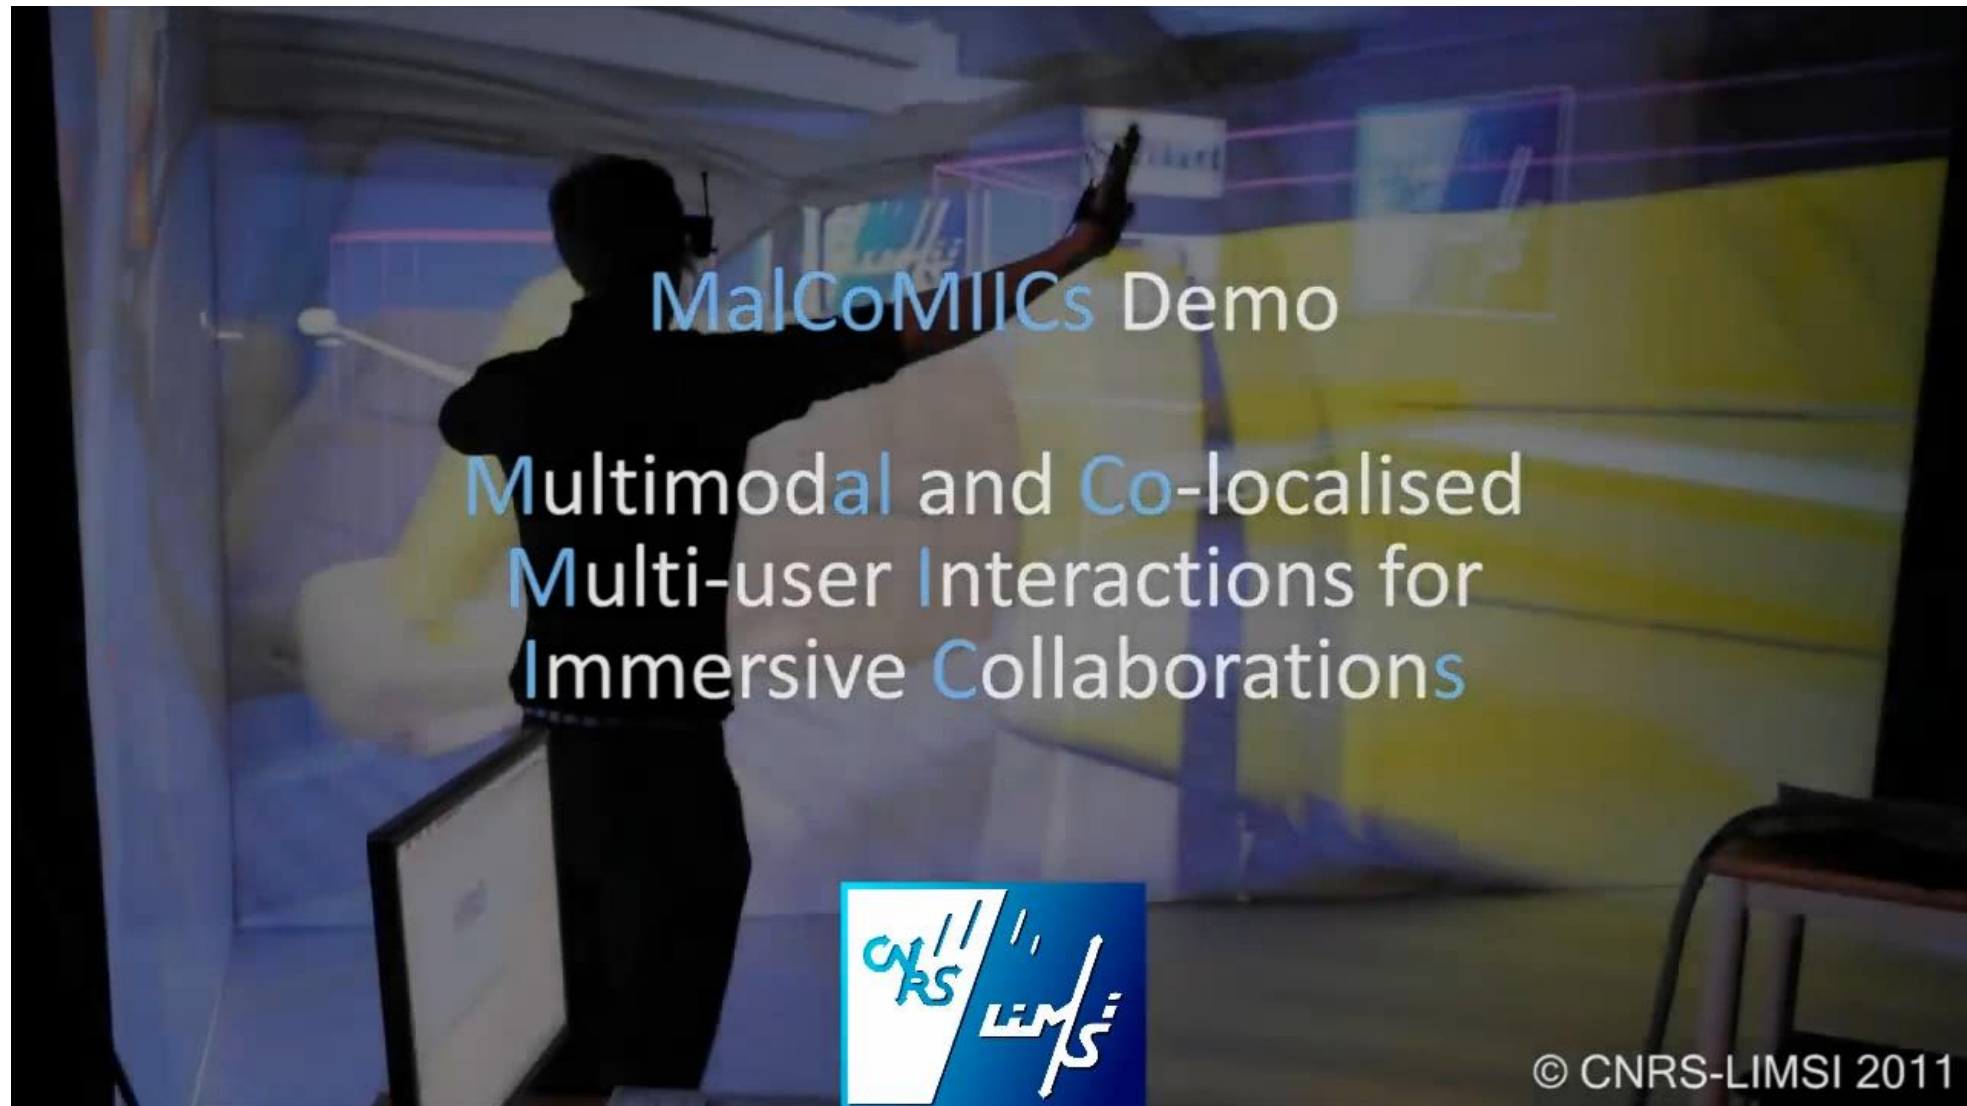 MalCoMIICs Demo
Multimodal and Co-localised
Multi-user Interactions for
Immersive Collaborations
CNRS
LIMSI
© CNRS-LIMSI 2011